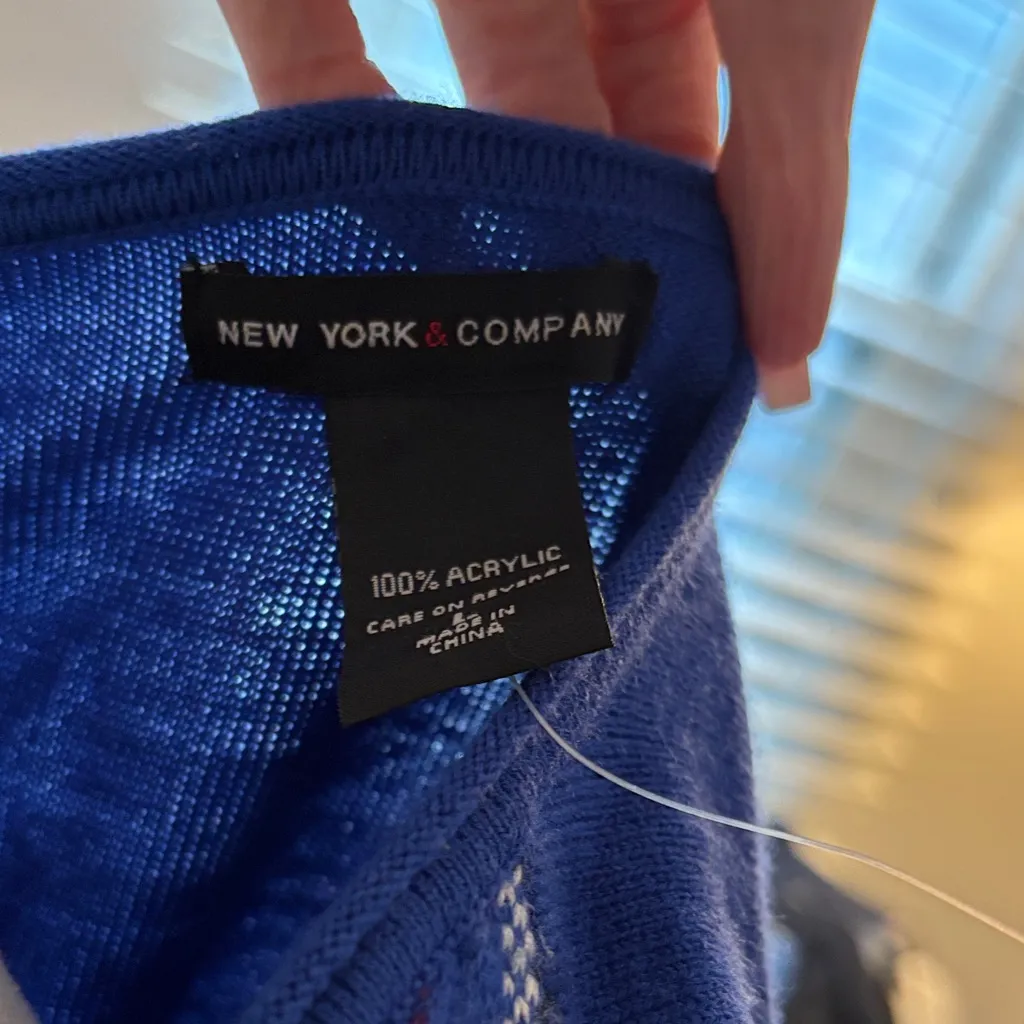 NEW YORK & COMPANY
100% ACRYLIC
CARE ON REVERSE
L
MADE IN
CHINA